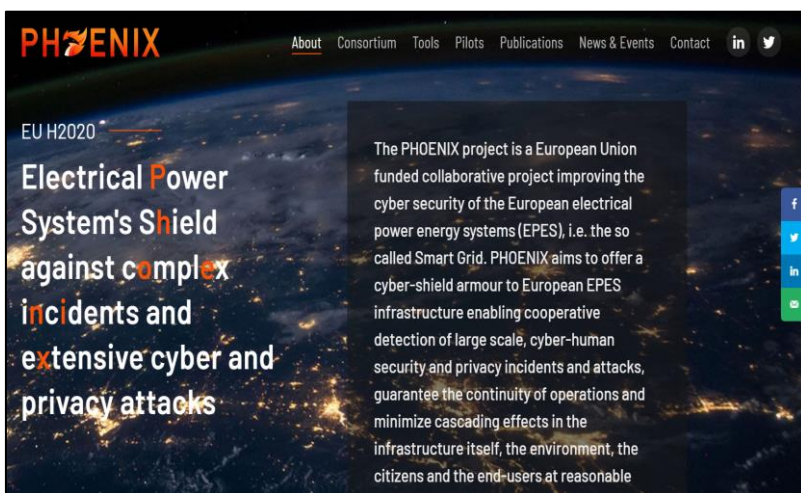 PHOENIX
About Consortium Tools Pilots Publications News & Events Contact in
EU H2020
Electrical Power
System's Shield
against complex
incidents and
extensive cyber and
privacy attacks
The PHOENIX project is a European Union
funded collaborative project improving the
cyber security of the European electrical
power energy systems (EPES), i.e. the so
called Smart Grid. PHOENIX aims to offer a
cyber-shield armour to European EPES
infrastructure enabling cooperative
detection of large scale, cyber-human
security and privacy incidents and attacks,
guarantee the continuity of operations and
minimize cascading effects in the
infrastructure itself, the environment, the
citizens and the end-users at reasonable
f
in